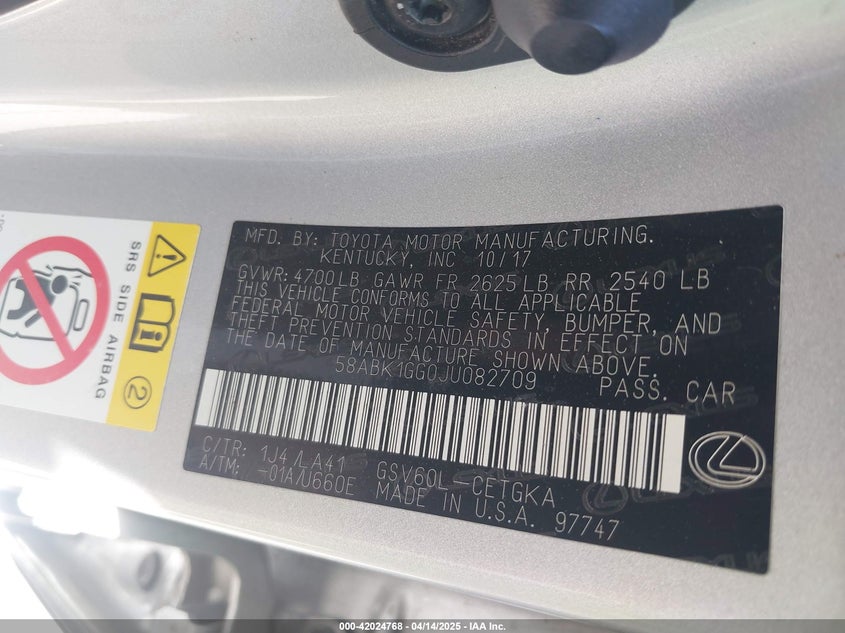 SRS SIDE AIRBAG
2
MFD. BY: TOYOTA MOTOR MANUFACTURING.
KENTUCKY, INC 10/17
GVWR: 4700LB GAWR FR 2625LB RR 2540 LB
THIS VEHICLE CONFORMS TO ALL APPLICABLE
FEDERAL MOTOR VEHICLE SAFETY, BUMPER, AND
THEFT PREVENTION STANDARDS IN EFFECT ON
THE DATE OF MANUFACTURE SHOWN ABOVE.
58ABK1GG0JU082709 PASS. CAR
C/TR: 1J4/LA41 GSV60L-CETGKA
A/TM: -01A/U660E MADE IN U.S.A. 97747
000-42024768 - 04/14/2025 - IAA Inc.